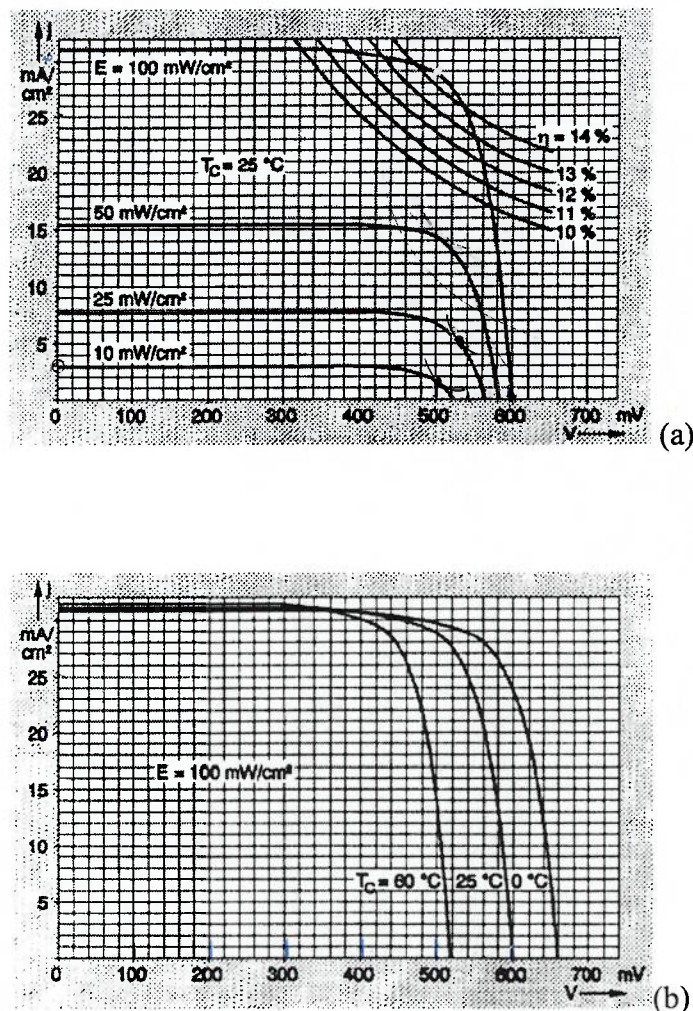 J
mA/
cm²
E = 100 mW/cm²
25
η = 14 %
T_C = 25 °C
13 %
20
12 %
50 mW/cm²
11 %
10 %
15
10
25 mW/cm²
5
10 mW/cm²
0 100 200 300 400 500 600 700 mV
V
(a)
J
mA/
cm²
25
20
E = 100 mW/cm²
15
10
T_C = 60 °C 25 °C 0 °C
5
0 100 200 300 400 500 600 700 mV
V
(b)